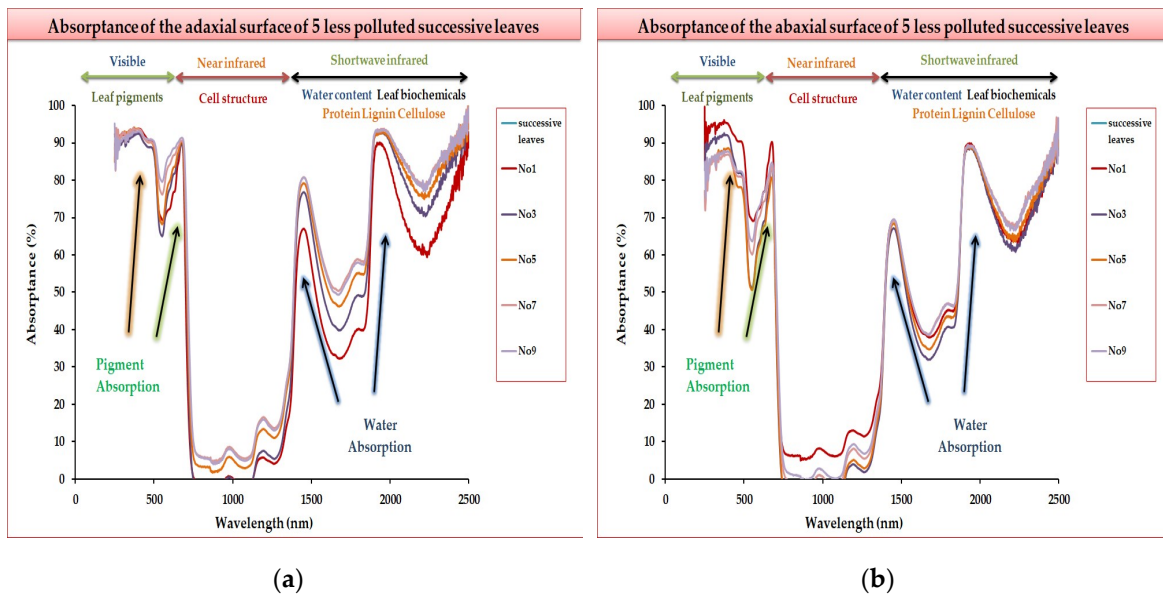 Absorptance of the adaxial surface of 5 less polluted successive leaves
Visible
Near infrared
Shortwave infrared
Leaf pigments
Cell structure
Water content
Leaf biochemicals
Protein Lignin Cellulose
100
90
80
70
60
50
40
30
20
10
0
Absorptance (%)
0
500
1000
1500
2000
2500
Wavelength (nm)
Pigment
Absorption
Water
Absorption
successive
leaves
No1
No3
No5
No7
No9
(a)
Absorptance of the abaxial surface of 5 less polluted successive leaves
Visible
Near infrared
Shortwave infrared
Leaf pigments
Cell structure
Water content
Leaf biochemicals
Protein Lignin Cellulose
100
90
80
70
60
50
40
30
20
10
0
Absorptance (%)
0
500
1000
1500
2000
2500
Wavelength (nm)
Pigment
Absorption
Water
Absorption
successive
leaves
No1
No3
No5
No7
No9
(b)